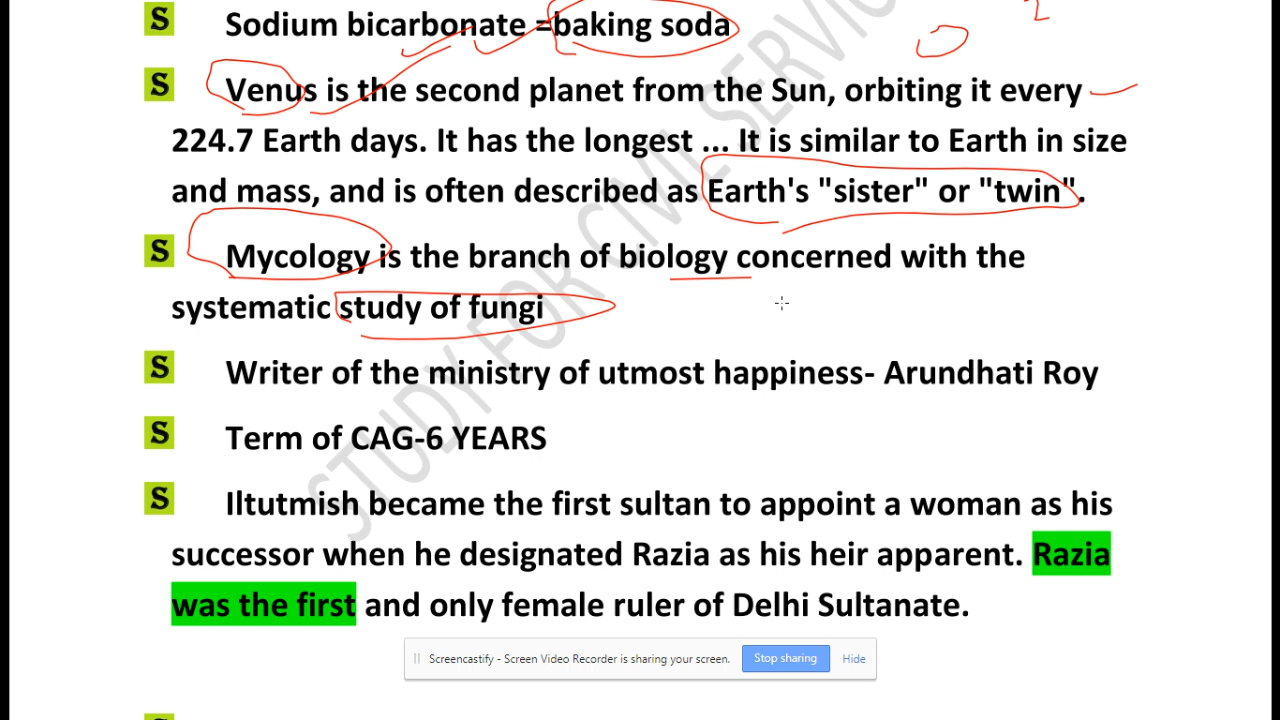 S Sodium bicarbonate =baking soda
S Venus is the second planet from the Sun, orbiting it every
224.7 Earth days. It has the longest ... It is similar to Earth in size
and mass, and is often described as Earth's "sister" or "twin".
S Mycology is the branch of biology concerned with the
systematic study of fungi
S Writer of the ministry of utmost happiness- Arundhati Roy
S Term of CAG-6 YEARS
S Iltutmish became the first sultan to appoint a woman as his
successor when he designated Razia as his heir apparent. Razia
was the first and only female ruler of Delhi Sultanate.
STUDY FOR CIVIL SERVIC
Screencastify - Screen Video Recorder is sharing your screen. Stop sharing Hide